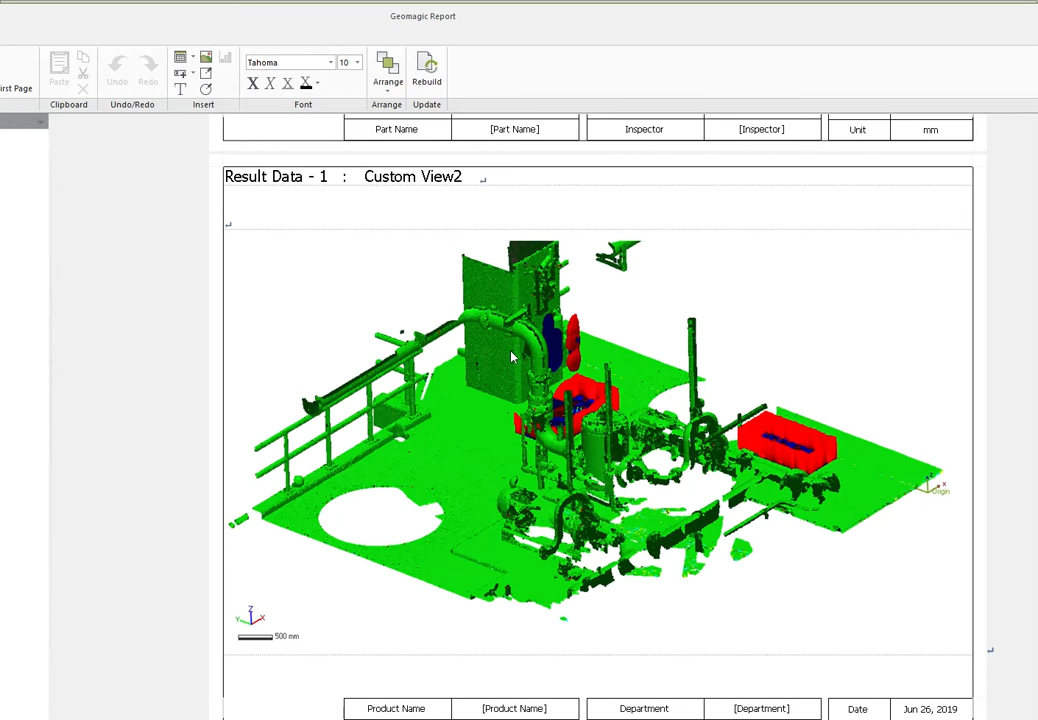 Geomagic Report
irst Page
Paste
Undo
Redo
Tahoma
10
Arrange
Rebuild
Clipboard
Undo/Redo
Insert
Font
Arrange
Update
Part Name [Part Name] Inspector [Inspector] Unit mm
Result Data - 1 : Custom View2
x
Origin
Z
Y X
500 mm
Product Name [Product Name] Department [Department] Date Jun 26, 2019